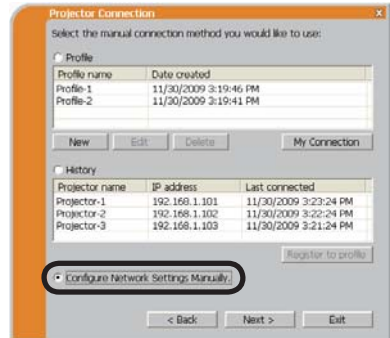 Projector Connection
Select the manual connection method you would like to use:
Profile
Profile name Date created
Profile-1 11/30/2009 3:19:46 PM
Profile-2 11/30/2009 3:19:41 PM
New Edit Delete My Connection
History
Projector name IP address Last connected
Projector-1 192.168.1.101 11/30/2009 3:23:24 PM
Projector-2 192.168.1.102 11/30/2009 3:22:24 PM
Projector-3 192.168.1.103 11/30/2009 3:21:24 PM
Register to profile
Configure Network Settings Manually.
< Back Next > Exit